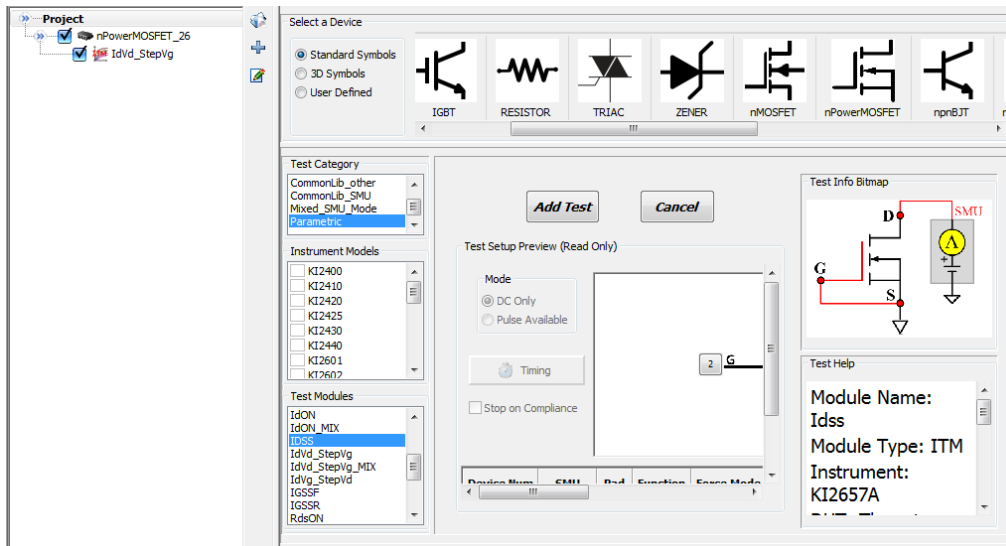 Project
nPowerMOSFET_26
IdVd_StepVg
Select a Device
Standard Symbols
3D Symbols
User Defined
IGBT
RESISTOR
TRIAC
ZENER
nMOSFET
nPowerMOSFET
npnBJT
Test Category
CommonLib_other
CommonLib_SMU
Mixed_SMU_Mode
Parametric
Instrument Models
KI2400
KI2410
KI2420
KI2425
KI2430
KI2440
KI2601
KI2602
Test Modules
IdON
IdON_MIX
IDSS
IdVd_StepVg
IdVd_StepVg_MIX
IdVg_StepVd
IGSSF
IGSSR
RdsON
Add Test
Cancel
Test Setup Preview (Read Only)
Mode
DC Only
Pulse Available
Timing
Stop on Compliance
2
G
Device Num SMU Pad Function Force Mode
Test Info Bitmap
D
SMU
A
G
S
Test Help
Module Name:
Idss
Module Type: ITM
Instrument:
KI2657A